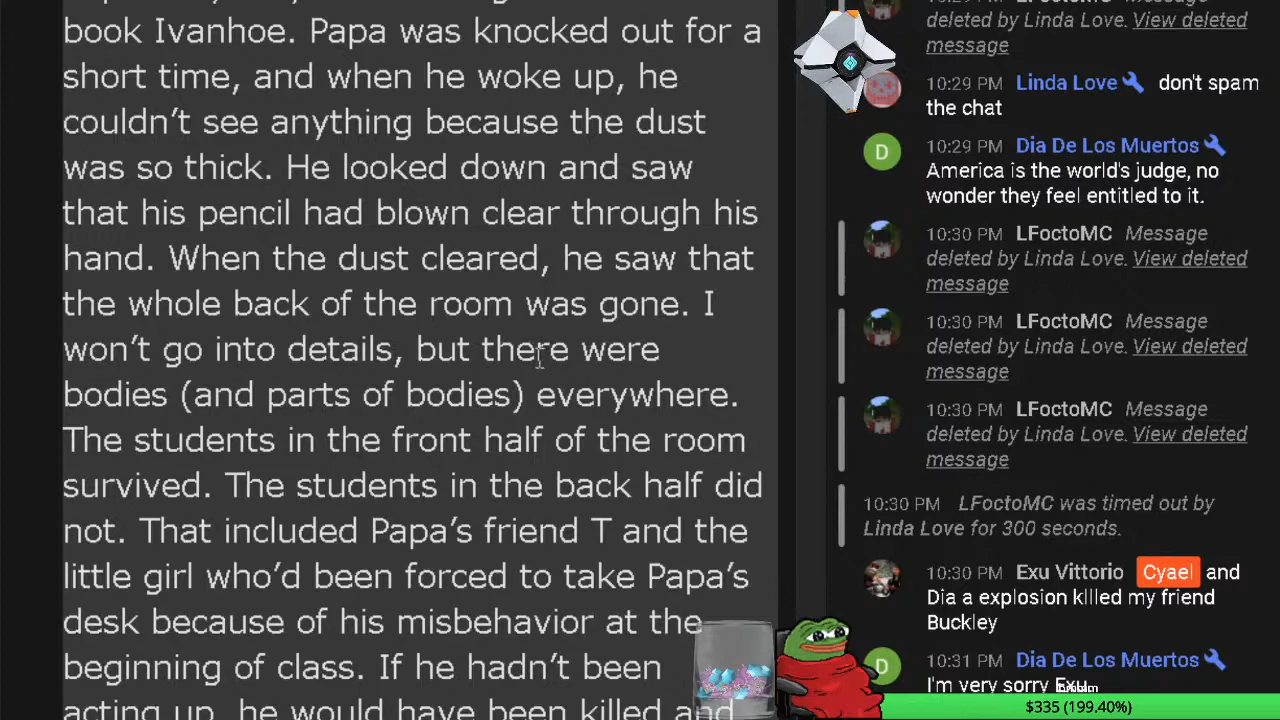 book Ivanhoe. Papa was knocked out for a
short time, and when he woke up, he
couldn't see anything because the dust
was so thick. He looked down and saw
that his pencil had blown clear through his
hand. When the dust cleared, he saw that
the whole back of the room was gone. I
won't go into details, but there were
bodies (and parts of bodies) everywhere.
The students in the front half of the room
survived. The students in the back half did
not. That included Papa's friend T and the
little girl who'd been forced to take Papa's
desk because of his misbehavior at the
beginning of class. If he hadn't been
acting up, he would have been killed and
deleted by Linda Love. View deleted
message
10:29 PM Linda Love don't spam
the chat
D
10:29 PM Dia De Los Muertos
America is the world's judge, no
wonder they feel entitled to it.
10:30 PM LFoctoMC Message
deleted by Linda Love. View deleted
message
10:30 PM LFoctoMC Message
deleted by Linda Love. View deleted
message
10:30 PM LFoctoMC Message
deleted by Linda Love. View deleted
message
10:30 PM LFoctoMC was timed out by
Linda Love for 300 seconds.
10:30 PM Exu Vittorio Cyael and
Dia a explosion kIlled my friend
Buckley
D
10:31 PM Dia De Los Muertos
I'm very sorry Exu.
$335 (199.40%)